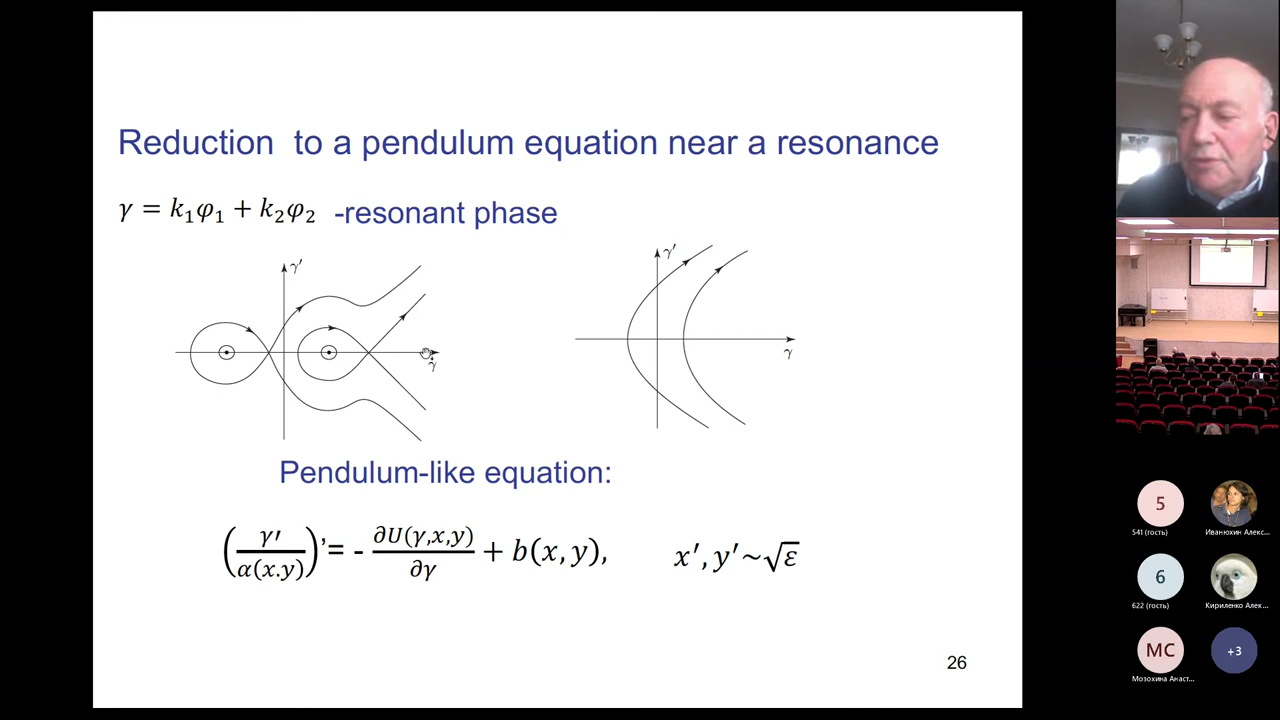 Reduction to a pendulum equation near a resonance
γ = k₁φ₁ + k₂φ₂ -resonant phase
γ′
γ
γ′
γ
Pendulum-like equation:
(γ′/α(x.y))’= - ∂U(γ,x,y)/∂γ + b(x, y), x′, y′~√ε
26
5
541 (гость)
Иванюхин Алекс...
6
622 (гость)
Кириленко Алек...
МС
+3
Мозохина Анаст...